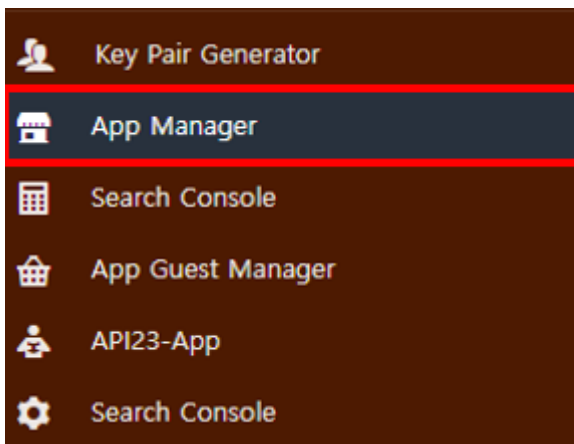 Key Pair Generator
App Manager
Search Console
App Guest Manager
API23-App
Search Console